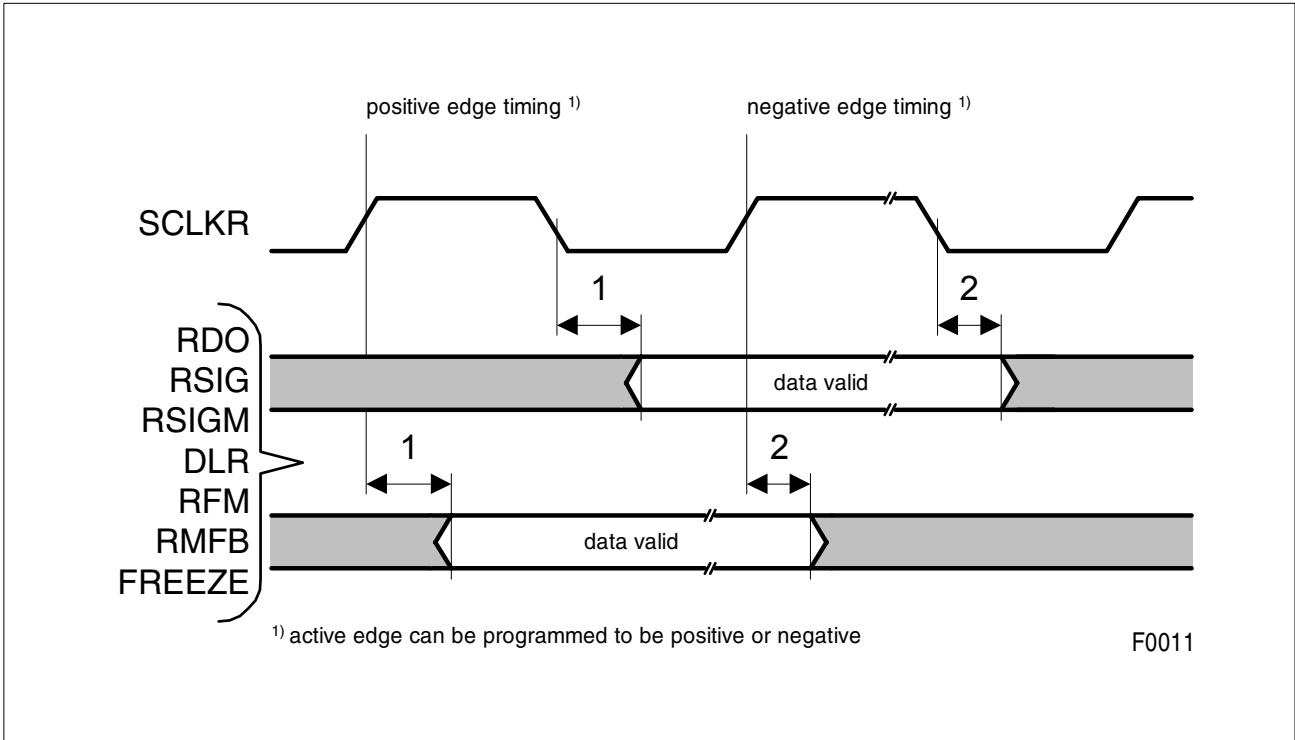 positive edge timing 1)
negative edge timing 1)
SCLKR
1
2
RDO
RSIG
data valid
RSIGM
1
2
DLR
RFM
RMFB
data valid
FREEZE
1) active edge can be programmed to be positive or negative
F0011